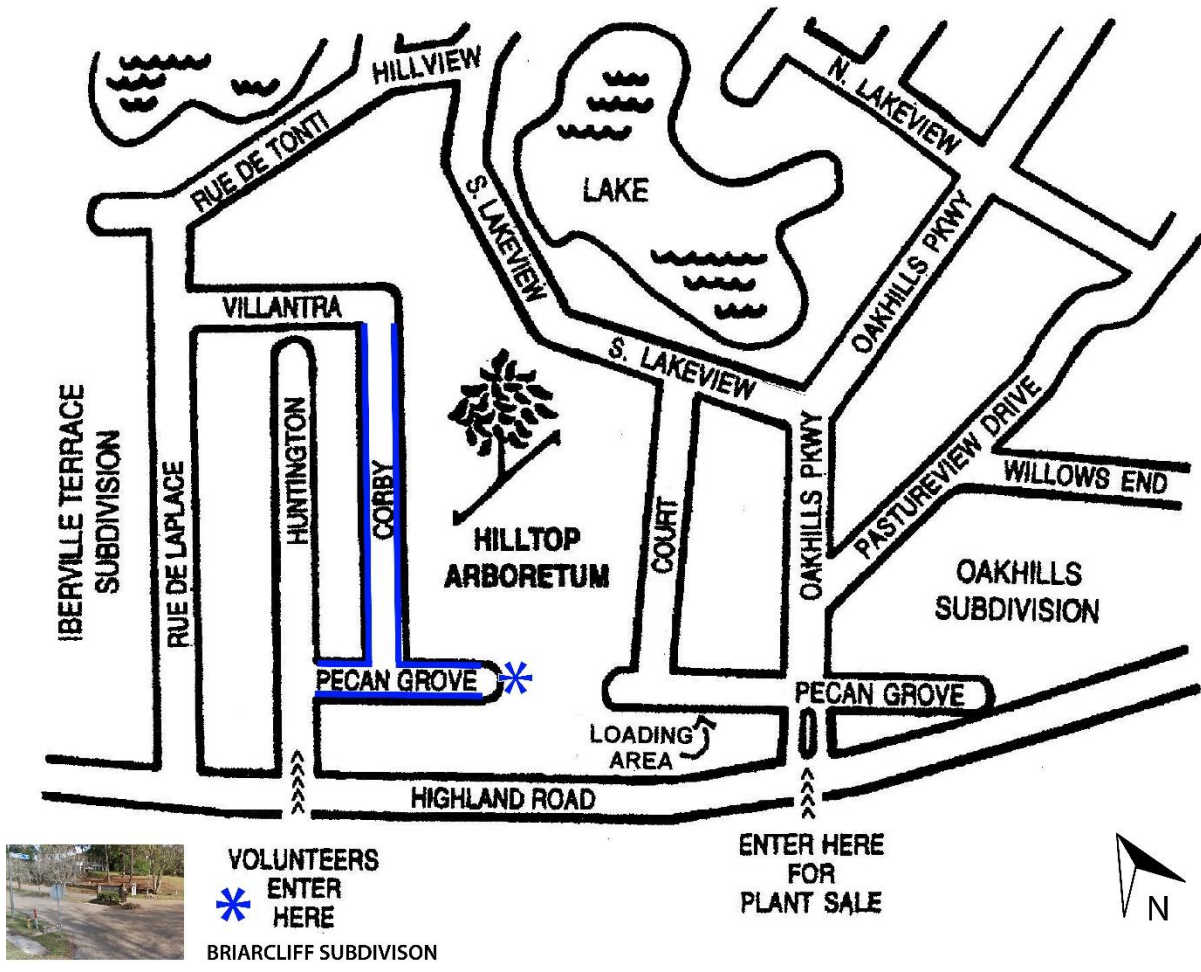 HILLVIEW
N. LAKEVIEW
RUE DE TONTI
LAKE
S. LAKEVIEW
OAKHILLS PKWY
VILLANTRA
S. LAKEVIEW
PASTUREVIEW DRIVE
WILLOWS END
IBERVILLE TERRACE
SUBDIVISION
RUE DE LAPLACE
HUNTINGTON
CORBY
HILLTOP
ARBORETUM
COURT
OAKHILLS PKWY
OAKHILLS
SUBDIVISION
PECAN GROVE
PECAN GROVE
LOADING
AREA
HIGHLAND ROAD
VOLUNTEERS
ENTER
HERE
BRIARCLIFF SUBDIVISON
ENTER HERE
FOR
PLANT SALE
N